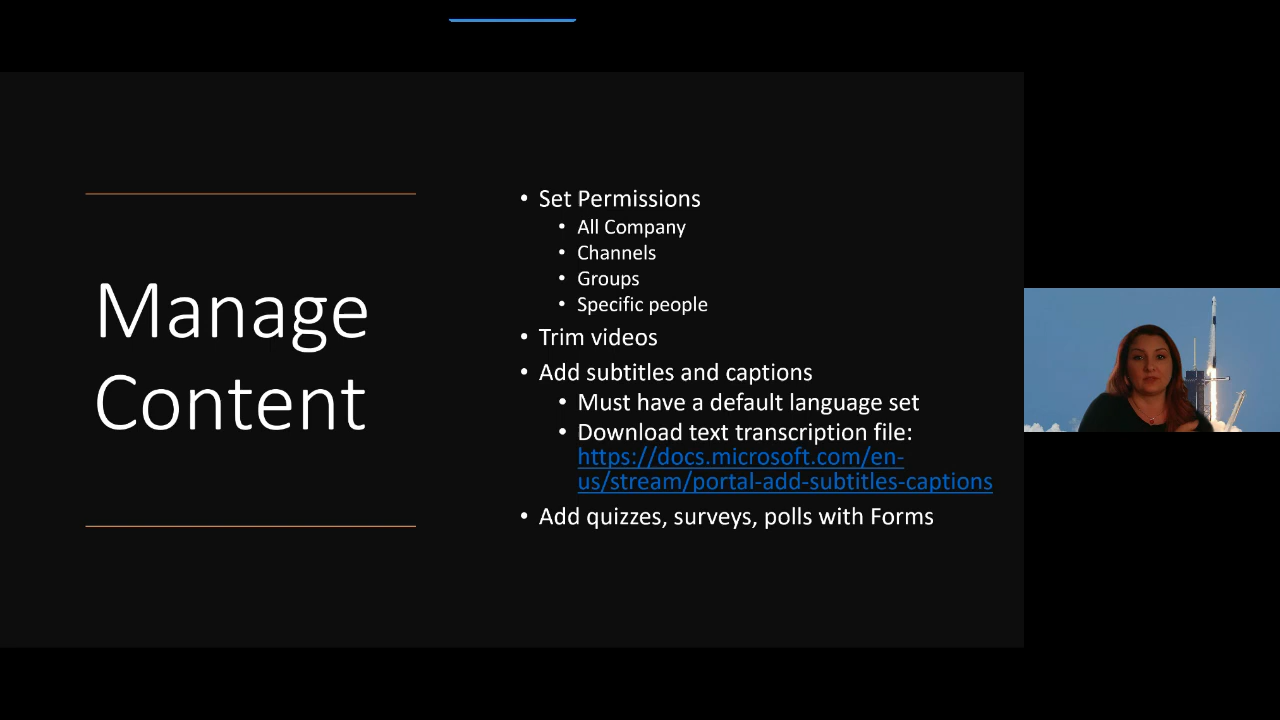 Manage
Content
• Set Permissions
• All Company
• Channels
• Groups
• Specific people
• Trim videos
• Add subtitles and captions
• Must have a default language set
• Download text transcription file:
https://docs.microsoft.com/en-
us/stream/portal-add-subtitles-captions
• Add quizzes, surveys, polls with Forms